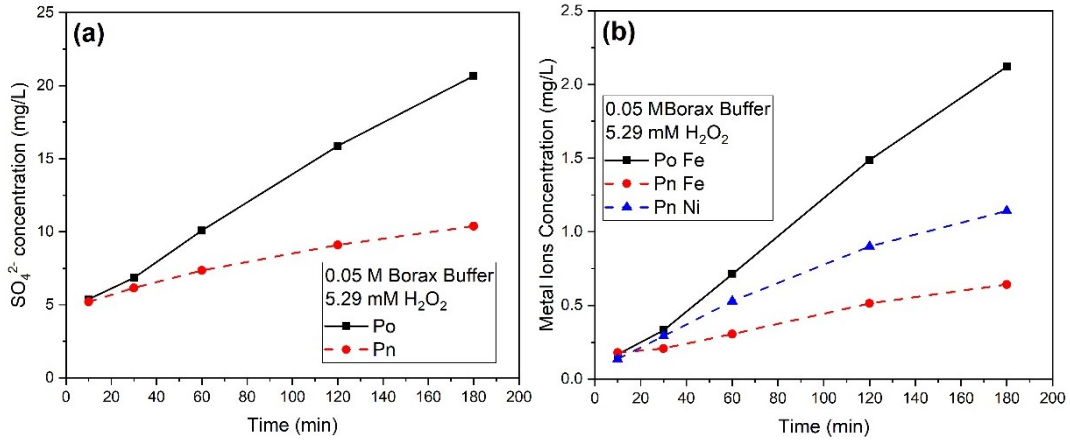 (a)
SO₄²⁻ concentration (mg/L)
25
20
15
10
5
0
0.05 M Borax Buffer
5.29 mM H₂O₂
Po
Pn
0 20 40 60 80 100 120 140 160 180 200
Time (min)
(b)
Metal Ions Concentration (mg/L)
2.5
2.0
1.5
1.0
0.5
0.0
0.05 MBorax Buffer
5.29 mM H₂O₂
Po Fe
Pn Fe
Pn Ni
0 20 40 60 80 100 120 140 160 180 200
Time (min)